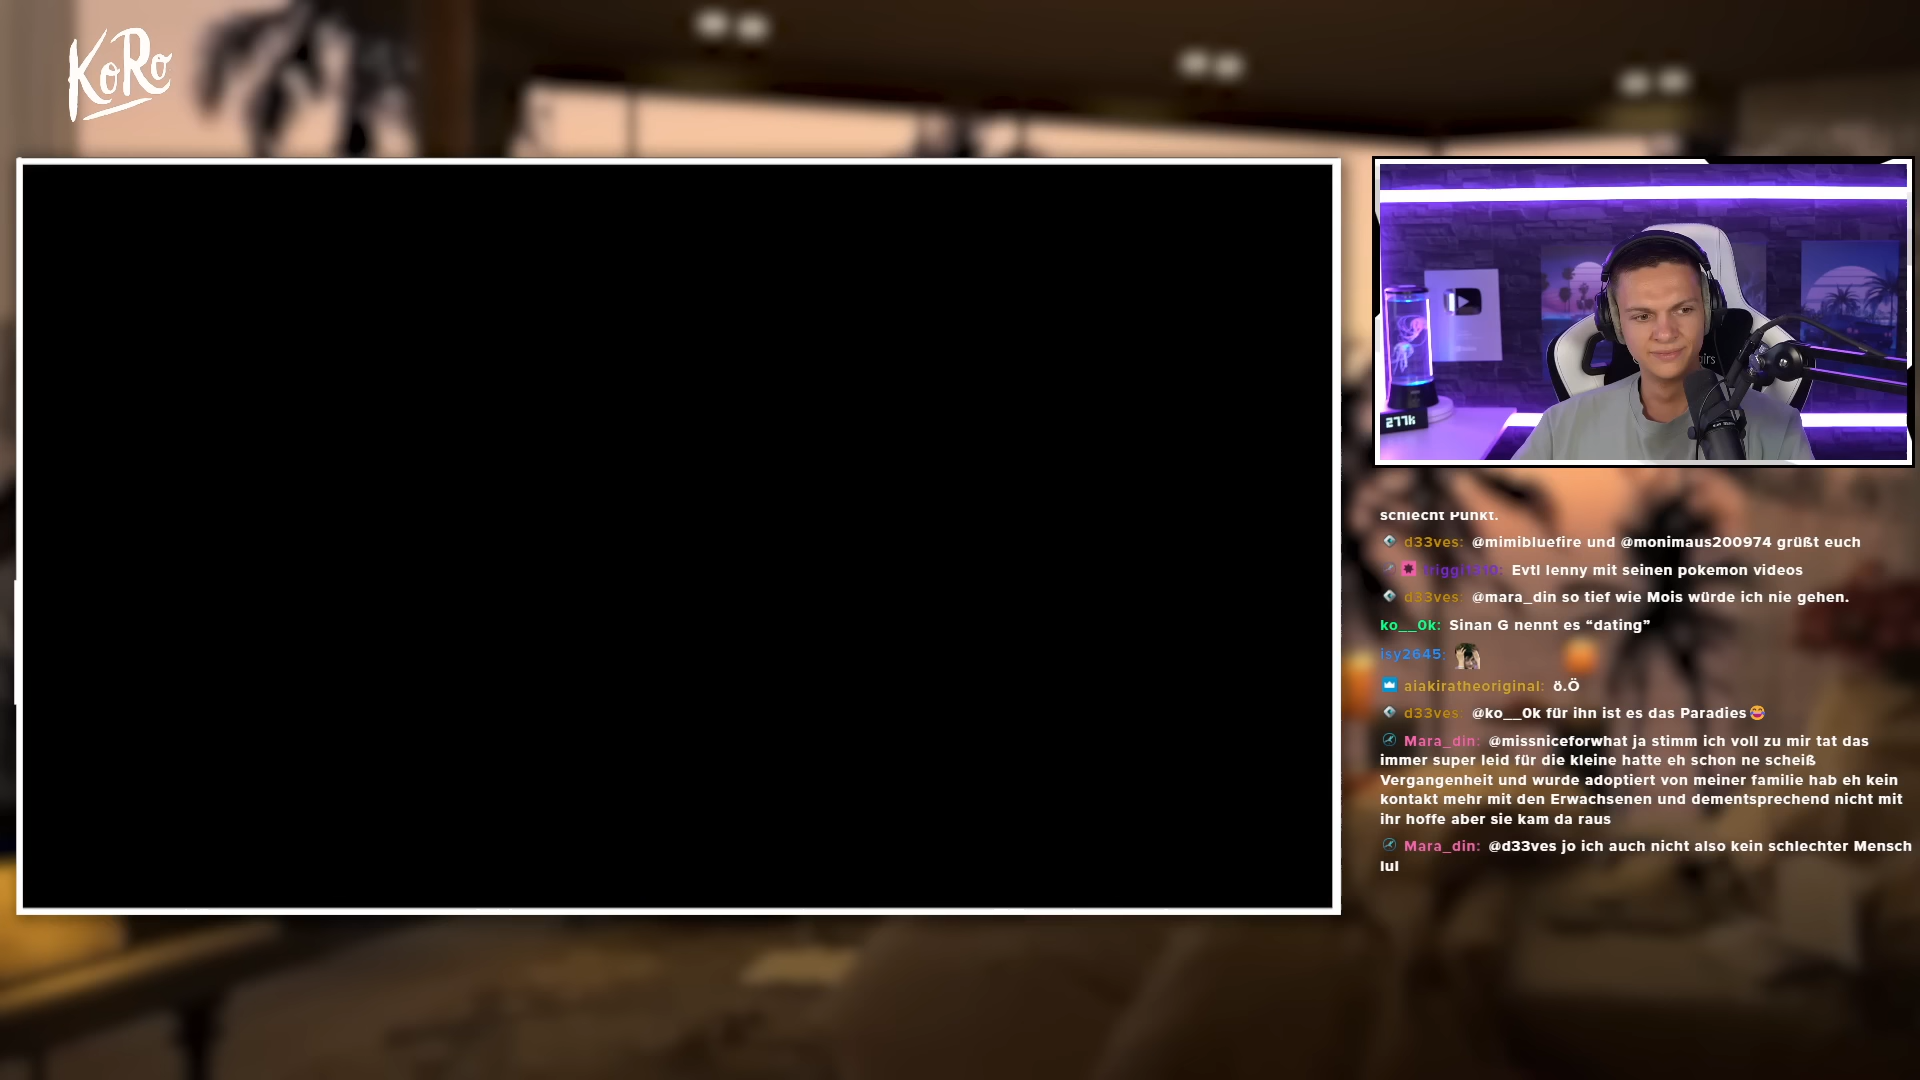 KoRo
277k
schlecht Punkt.
d33ves: @mimibluefire und @monimaus200974 grüßt euch
Evtl lenny mit seinen pokemon videos
d33ves: @mara_din so tief wie Mois würde ich nie gehen.
ko__0k: Sinan G nennt es “dating”
isy2645:
aiakiratheoriginal: ö.Ö
d33ves: @ko__0k für ihn ist es das Paradies😂
Mara_din: @missniceforwhat ja stimm ich voll zu mir tat das
immer super leid für die kleine hatte eh schon ne scheiß
Vergangenheit und wurde adoptiert von meiner familie hab eh kein
kontakt mehr mit den Erwachsenen und dementsprechend nicht mit
ihr hoffe aber sie kam da raus
Mara_din: @d33ves jo ich auch nicht also kein schlechter Mensch
lul